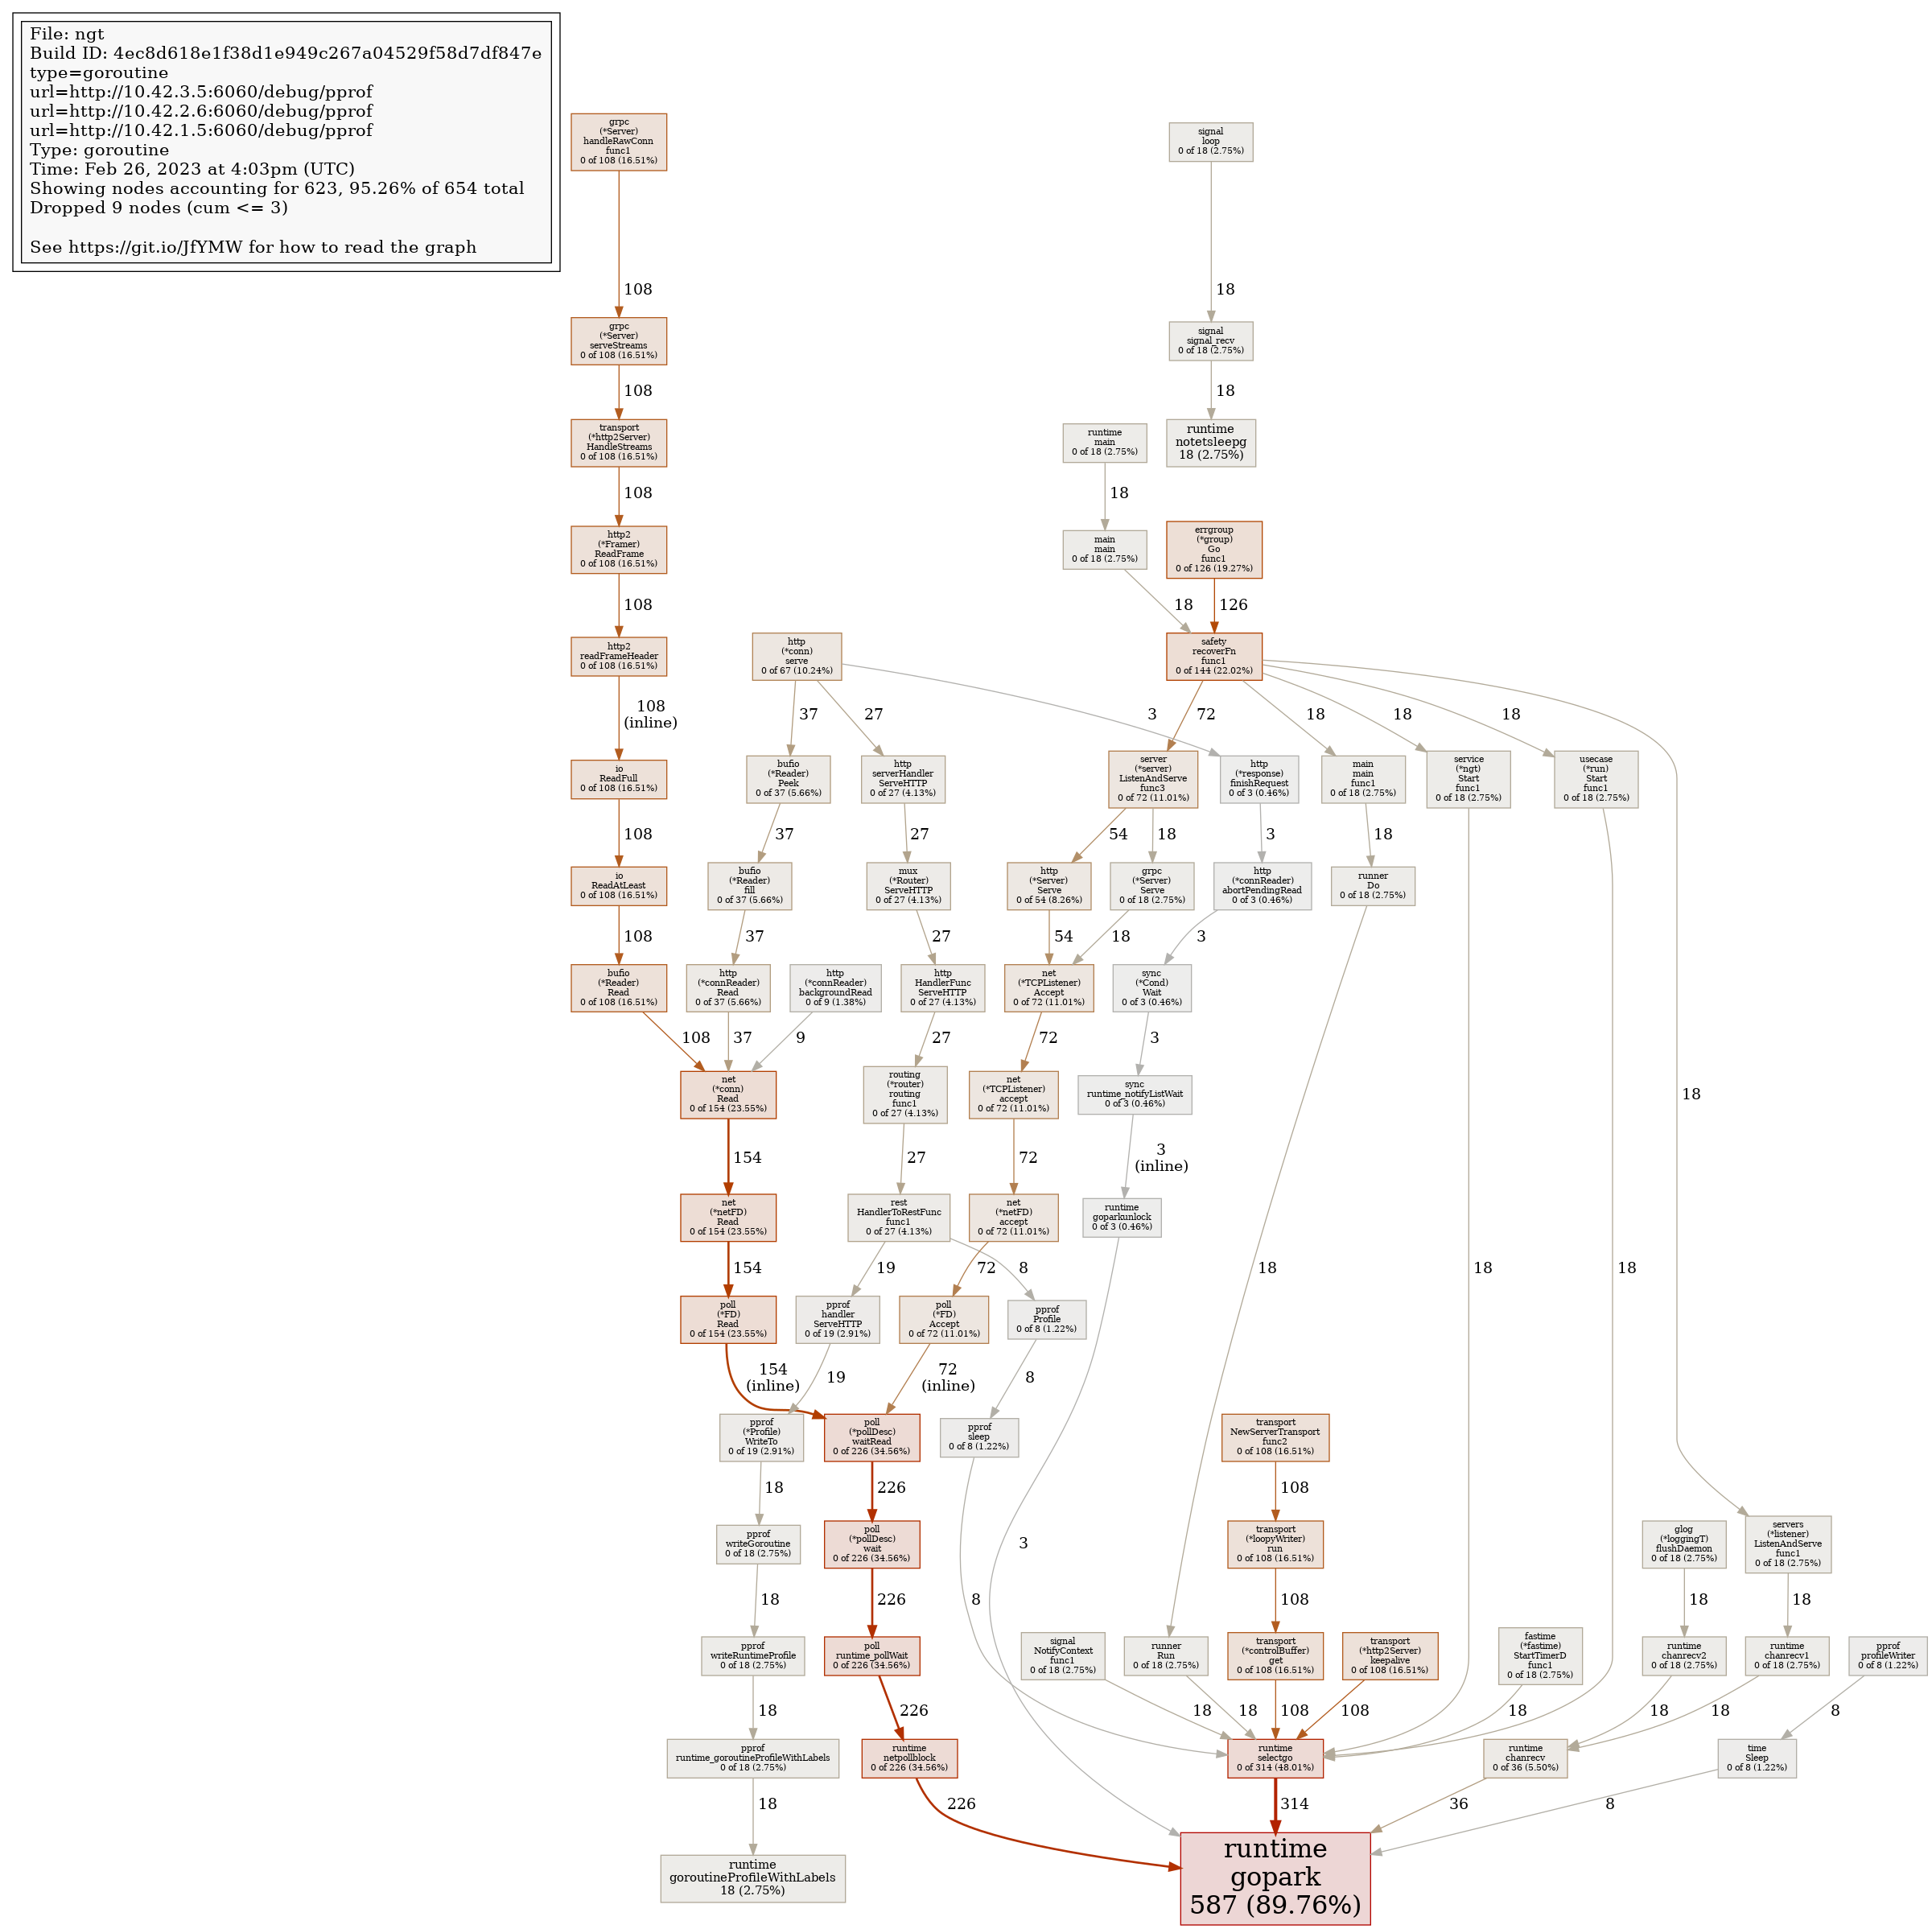 File: ngt
Build ID: 4ec8d618e1f38d1e949c267a04529f58d7df847e
type=goroutine
url=http://10.42.3.5:6060/debug/pprof
url=http://10.42.2.6:6060/debug/pprof
url=http://10.42.1.5:6060/debug/pprof
Type: goroutine
Time: Feb 26, 2023 at 4:03pm (UTC)
Showing nodes accounting for 623, 95.26% of 654 total
Dropped 9 nodes (cum <= 3)
See https://git.io/JfYMW for how to read the graph
grpc
(*Server)
handleRawConn
func1
0 of 108 (16.51%)
signal
loop
0 of 18 (2.75%)
108
18
grpc
(*Server)
serveStreams
0 of 108 (16.51%)
signal
signal_recv
0 of 18 (2.75%)
108
18
transport
(*http2Server)
HandleStreams
0 of 108 (16.51%)
runtime
main
0 of 18 (2.75%)
runtime
notetsleepg
18 (2.75%)
108
18
http2
(*Framer)
ReadFrame
0 of 108 (16.51%)
main
main
0 of 18 (2.75%)
errgroup
(*group)
Go
func1
0 of 126 (19.27%)
108
18
126
http2
readFrameHeader
0 of 108 (16.51%)
http
(*conn)
serve
0 of 67 (10.24%)
safety
recoverFn
func1
0 of 144 (22.02%)
108
(inline)
37
27
3
72
18
18
18
18
io
ReadFull
0 of 108 (16.51%)
bufio
(*Reader)
Peek
0 of 37 (5.66%)
http
serverHandler
ServeHTTP
0 of 27 (4.13%)
server
(*server)
ListenAndServe
func3
0 of 72 (11.01%)
http
(*response)
finishRequest
0 of 3 (0.46%)
main
main
func1
0 of 18 (2.75%)
service
(*ngt)
Start
func1
0 of 18 (2.75%)
usecase
(*run)
Start
func1
0 of 18 (2.75%)
108
37
27
54
18
3
18
io
ReadAtLeast
0 of 108 (16.51%)
bufio
(*Reader)
fill
0 of 37 (5.66%)
mux
(*Router)
ServeHTTP
0 of 27 (4.13%)
http
(*Server)
Serve
0 of 54 (8.26%)
grpc
(*Server)
Serve
0 of 18 (2.75%)
http
(*connReader)
abortPendingRead
0 of 3 (0.46%)
runner
Do
0 of 18 (2.75%)
108
37
27
54
18
3
bufio
(*Reader)
Read
0 of 108 (16.51%)
http
(*connReader)
Read
0 of 37 (5.66%)
http
(*connReader)
backgroundRead
0 of 9 (1.38%)
http
HandlerFunc
ServeHTTP
0 of 27 (4.13%)
net
(*TCPListener)
Accept
0 of 72 (11.01%)
sync
(*Cond)
Wait
0 of 3 (0.46%)
108
37
9
27
72
3
net
(*conn)
Read
0 of 154 (23.55%)
routing
(*router)
routing
func1
0 of 27 (4.13%)
net
(*TCPListener)
accept
0 of 72 (11.01%)
sync
runtime_notifyListWait
0 of 3 (0.46%)
154
27
72
3
(inline)
net
(*netFD)
Read
0 of 154 (23.55%)
rest
HandlerToRestFunc
func1
0 of 27 (4.13%)
net
(*netFD)
accept
0 of 72 (11.01%)
runtime
goparkunlock
0 of 3 (0.46%)
154
19
72
8
18
18
18
poll
(*FD)
Read
0 of 154 (23.55%)
pprof
handler
ServeHTTP
0 of 19 (2.91%)
poll
(*FD)
Accept
0 of 72 (11.01%)
pprof
Profile
0 of 8 (1.22%)
154
(inline)
19
72
(inline)
8
pprof
(*Profile)
WriteTo
0 of 19 (2.91%)
poll
(*pollDesc)
waitRead
0 of 226 (34.56%)
pprof
sleep
0 of 8 (1.22%)
transport
NewServerTransport
func2
0 of 108 (16.51%)
18
226
108
pprof
writeGoroutine
0 of 18 (2.75%)
poll
(*pollDesc)
wait
0 of 226 (34.56%)
3
transport
(*loopyWriter)
run
0 of 108 (16.51%)
glog
(*loggingT)
flushDaemon
0 of 18 (2.75%)
servers
(*listener)
ListenAndServe
func1
0 of 18 (2.75%)
18
226
8
108
18
18
pprof
writeRuntimeProfile
0 of 18 (2.75%)
poll
runtime_pollWait
0 of 226 (34.56%)
signal
NotifyContext
func1
0 of 18 (2.75%)
runner
Run
0 of 18 (2.75%)
transport
(*controlBuffer)
get
0 of 108 (16.51%)
transport
(*http2Server)
keepalive
0 of 108 (16.51%)
fastime
(*fastime)
StartTimerD
func1
0 of 18 (2.75%)
runtime
chanrecv2
0 of 18 (2.75%)
runtime
chanrecv1
0 of 18 (2.75%)
pprof
profileWriter
0 of 8 (1.22%)
18
226
18
18
108
108
18
18
18
8
pprof
runtime_goroutineProfileWithLabels
0 of 18 (2.75%)
runtime
netpollblock
0 of 226 (34.56%)
runtime
selectgo
0 of 314 (48.01%)
runtime
chanrecv
0 of 36 (5.50%)
time
Sleep
0 of 8 (1.22%)
18
226
314
36
8
runtime
goroutineProfileWithLabels
18 (2.75%)
runtime
gopark
587 (89.76%)